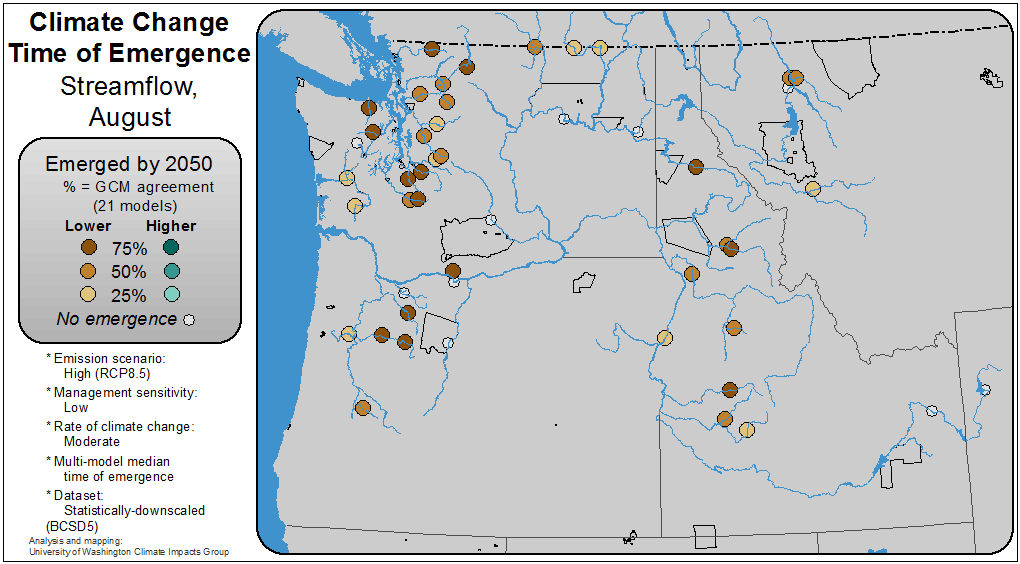 Climate Change
Time of Emergence
Streamflow,
August
Emerged by 2050
% = GCM agreement
(21 models)
Lower Higher
75%
50%
25%
No emergence
* Emission scenario:
High (RCP8.5)
* Management sensitivity:
Low
* Rate of climate change:
Moderate
* Multi-model median
time of emergence
* Dataset:
Statistically-downscaled
(BCSD5)
Analysis and mapping:
University of Washington Climate Impacts Group